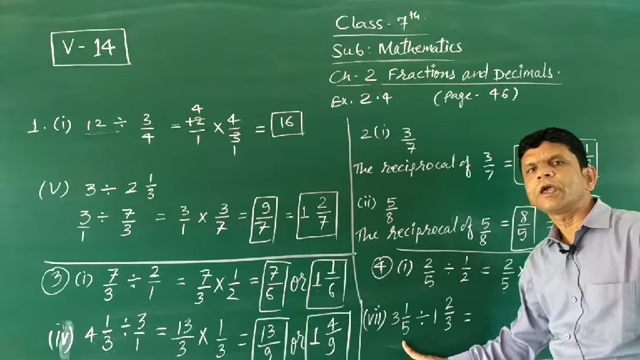 V - 14
Class - 7th
Sub: Mathematics
Ch-2 Fractions and Decimals.
Ex. 2.4 (Page - 46)
1. (i) 12 ÷ 3/4 = 12/1 × 4/3 = 16
4 1
(V) 3 ÷ 2 1/3
3/1 ÷ 7/3 = 3/1 × 3/7 = 9/7 = 1 2/7
③ (i) 7/3 ÷ 2/1 = 7/3 × 1/2 = 7/6 or 1 1/6
(iv) 4 1/3 ÷ 3/1 = 13/3 × 1/3 = 13/9 or 1 4/9
2(i) 3/7
The reciprocal of 3/7 =
(ii) 5/8
The reciprocal of 5/8 = 8/5 =
④ (i) 2/5 ÷ 1/2 = 2/5 ×
(vii) 3 1/5 ÷ 1 2/3 =